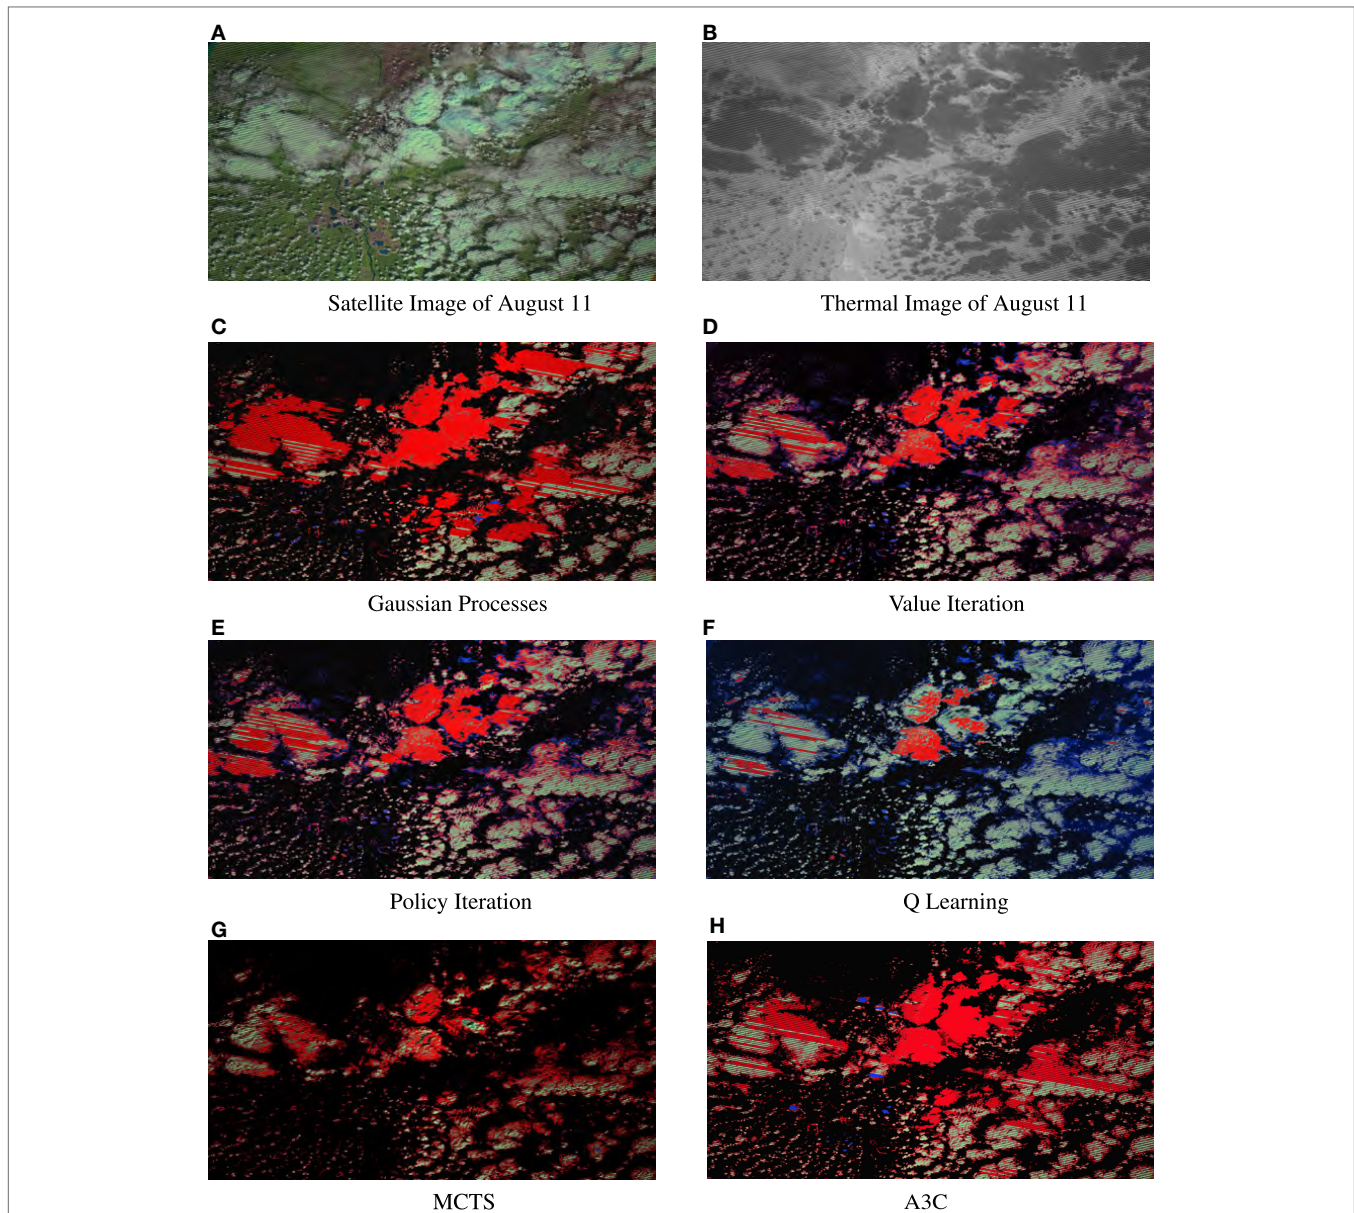 A
B
Satellite Image of August 11
Thermal Image of August 11
C
D
Gaussian Processes
Value Iteration
E
F
Policy Iteration
Q Learning
G
H
MCTS
A3C